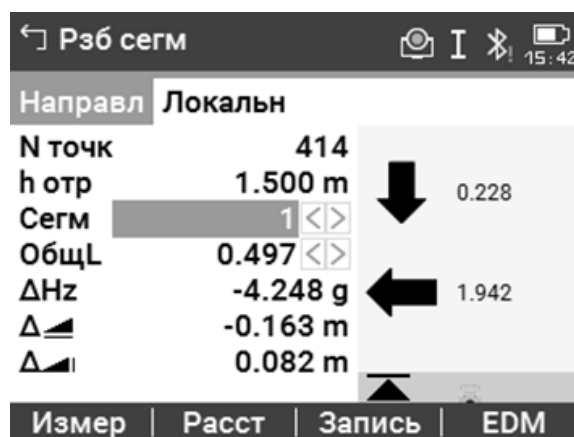 Рзб сегм
15:42
Направл Локальн
N точк 414
h отр 1.500 m
Сегм 1
ОбщL 0.497
ΔHz -4.248 g
Δ -0.163 m
Δ 0.082 m
0.228
1.942
Измер | Расст | Запись | EDM